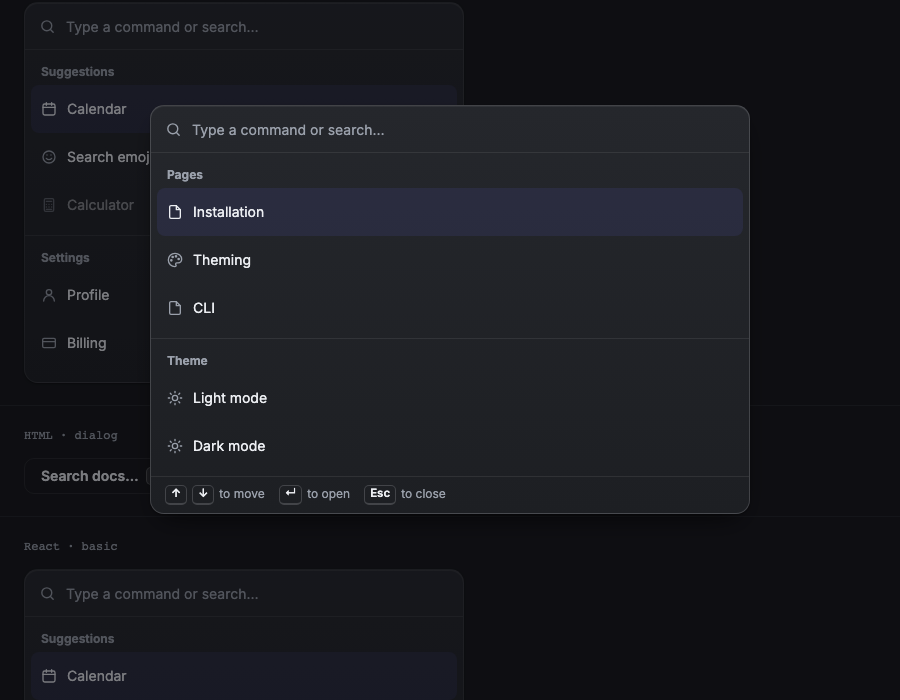 Type a command or search...
Suggestions
Calendar
Search emoj
Calculator
Settings
Profile
Billing
Type a command or search...
Pages
Installation
Theming
CLI
Theme
Light mode
Dark mode
↑ ↓ to move ↵ to open Esc to close
HTML • dialog
Search docs...
React • basic
Type a command or search...
Suggestions
Calendar